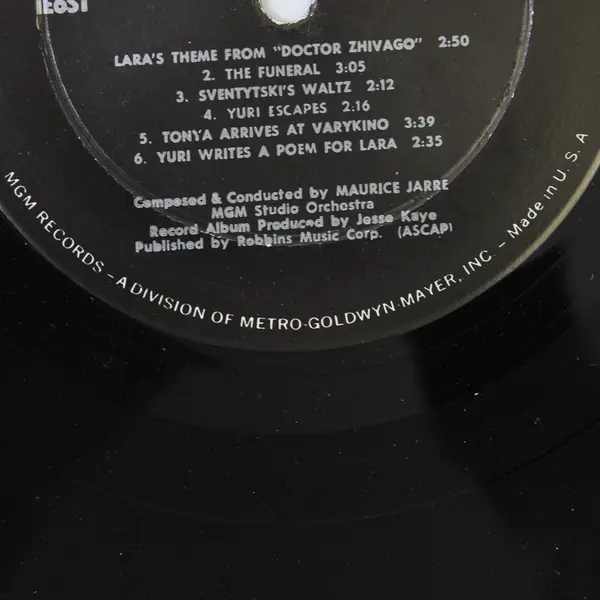 1E6ST
LARA'S THEME FROM "DOCTOR ZHIVAGO" 2:50
2. THE FUNERAL 3:05
3. SVENTYTSKI'S WALTZ 2:12
4. YURI ESCAPES 2:16
5. TONYA ARRIVES AT VARYKINO 3:39
6. YURI WRITES A POEM FOR LARA 2:35
Composed & Conducted by MAURICE JARRE
MGM Studio Orchestra
Record Album Produced by Jesse Kaye
Published by Robbins Music Corp. (ASCAP)
MGM RECORDS – A DIVISION OF METRO-GOLDWYN-MAYER, INC. – Made in U. S. A